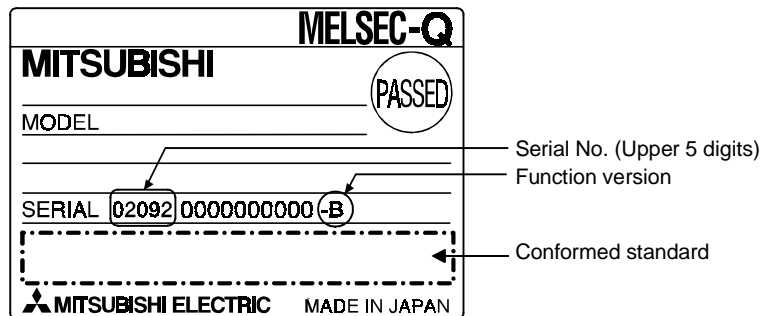 MELSEC-Q
MITSUBISHI
PASSED
MODEL
Serial No. (Upper 5 digits)
Function version
SERIAL 02092 0000000000 -B
Conformed standard
MITSUBISHI ELECTRIC MADE IN JAPAN